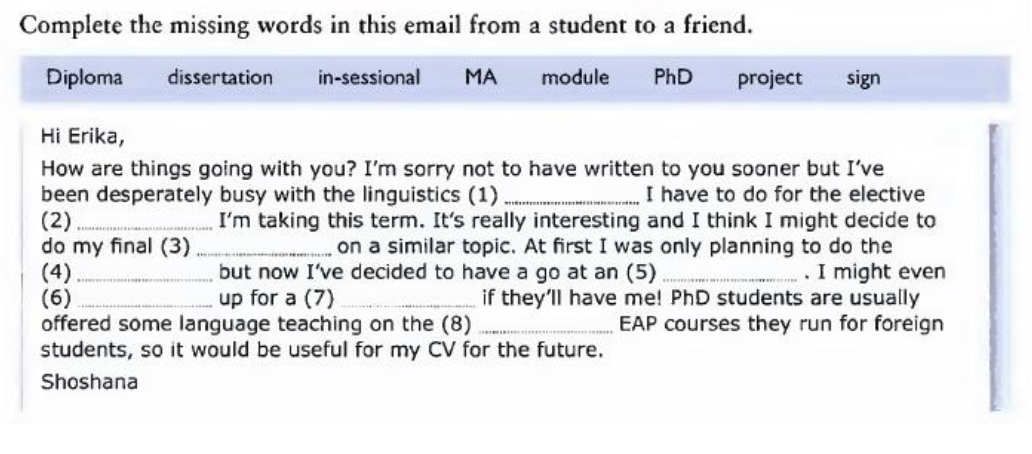 Complete the missing words in this email from a student to a friend.
Diploma dissertation in-sessional MA module PhD project sign
Hi Erika,
How are things going with you? I'm sorry not to have written to you sooner but I've
been desperately busy with the linguistics (1) ........................ I have to do for the elective
(2) ........................ I'm taking this term. It's really interesting and I think I might decide to
do my final (3) ........................ on a similar topic. At first I was only planning to do the
(4) ........................ but now I've decided to have a go at an (5) ........................ . I might even
(6) ........................ up for a (7) ........................ if they'll have me! PhD students are usually
offered some language teaching on the (8) ........................ EAP courses they run for foreign
students, so it would be useful for my CV for the future.
Shoshana